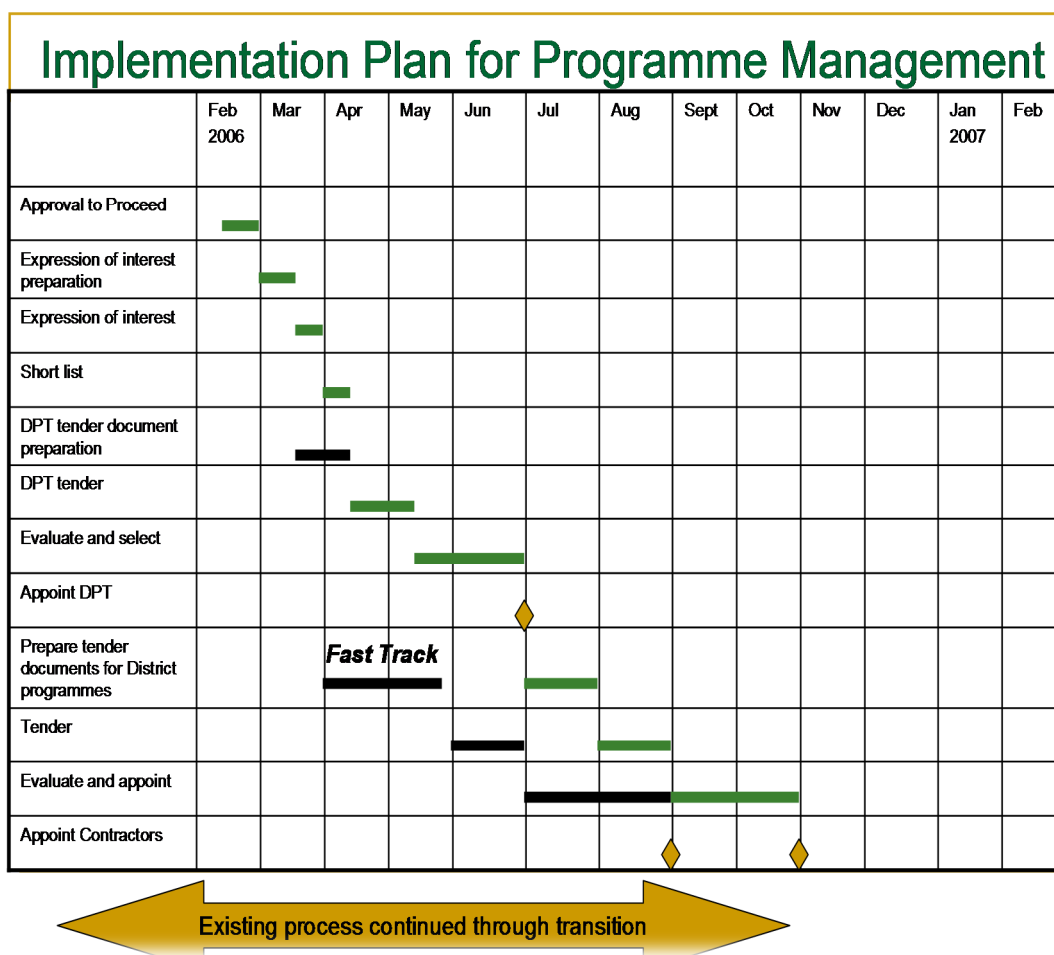 Implementation Plan for Programme Management
Feb Mar Apr May Jun Jul Aug Sept Oct Nov Dec Jan Feb
2006 2007
Approval to Proceed
Expression of interest
preparation
Expression of interest
Short list
DPT tender document
preparation
DPT tender
Evaluate and select
Appoint DPT
Prepare tender
documents for District
programmes
Fast Track
Tender
Evaluate and appoint
Appoint Contractors
Existing process continued through transition